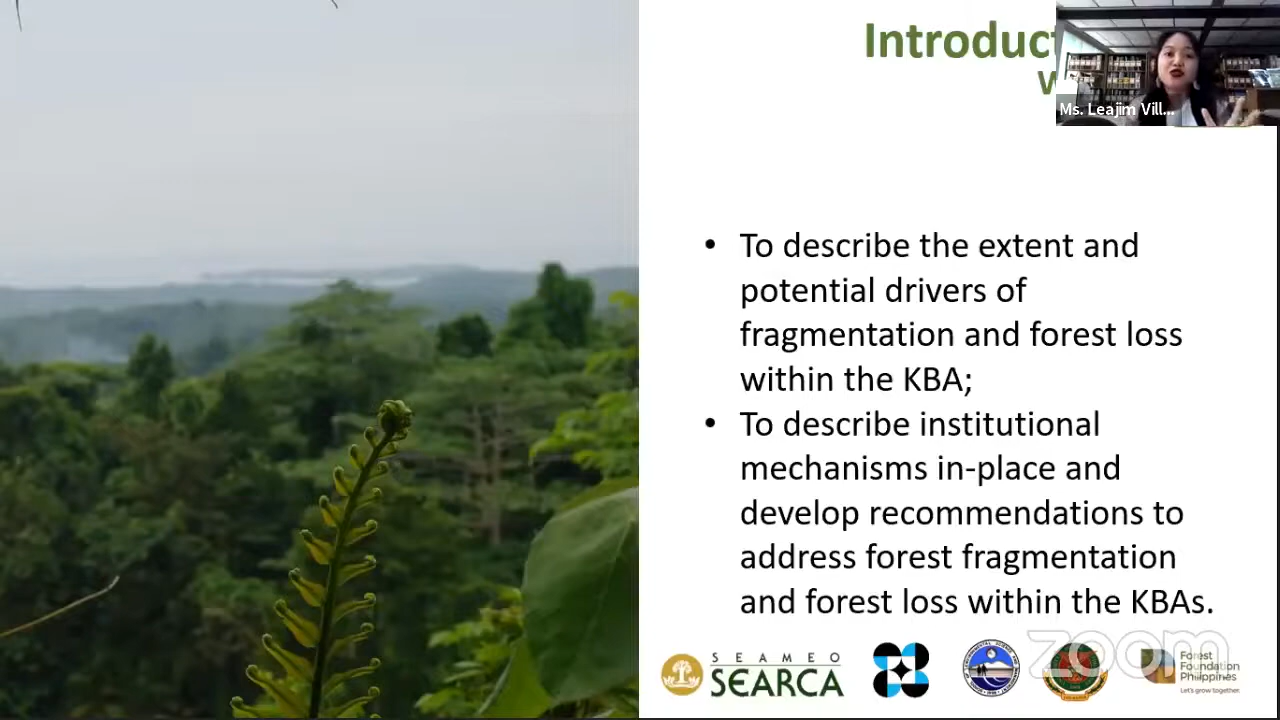 Introduct
Ms. Leajim Vill...
• To describe the extent and
potential drivers of
fragmentation and forest loss
within the KBA;
• To describe institutional
mechanisms in-place and
develop recommendations to
address forest fragmentation
and forest loss within the KBAs.
SEAMEO
SEARCA
zoom
Forest
Foundation
Philippines
Let's grow together.